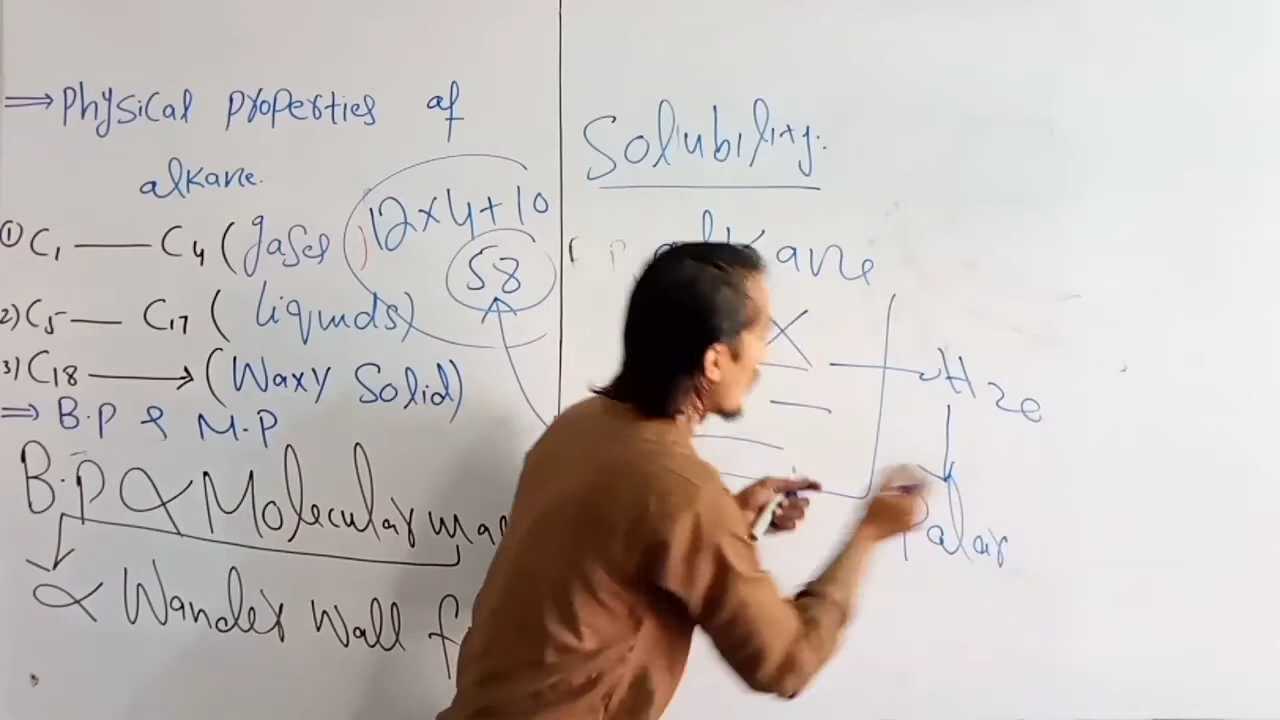 ⇒ Physical properties of
alkane.
① C₁ — C₄ (gases)
12×4+10
58
2) C₅ — C₁₇ (liquids)
3) C₁₈ → (Waxy Solid)
⇒ B.P & M.P
B.P ∝ Molecular
∝ Wander Wall
Solubility:
alkane
H2O
Polar